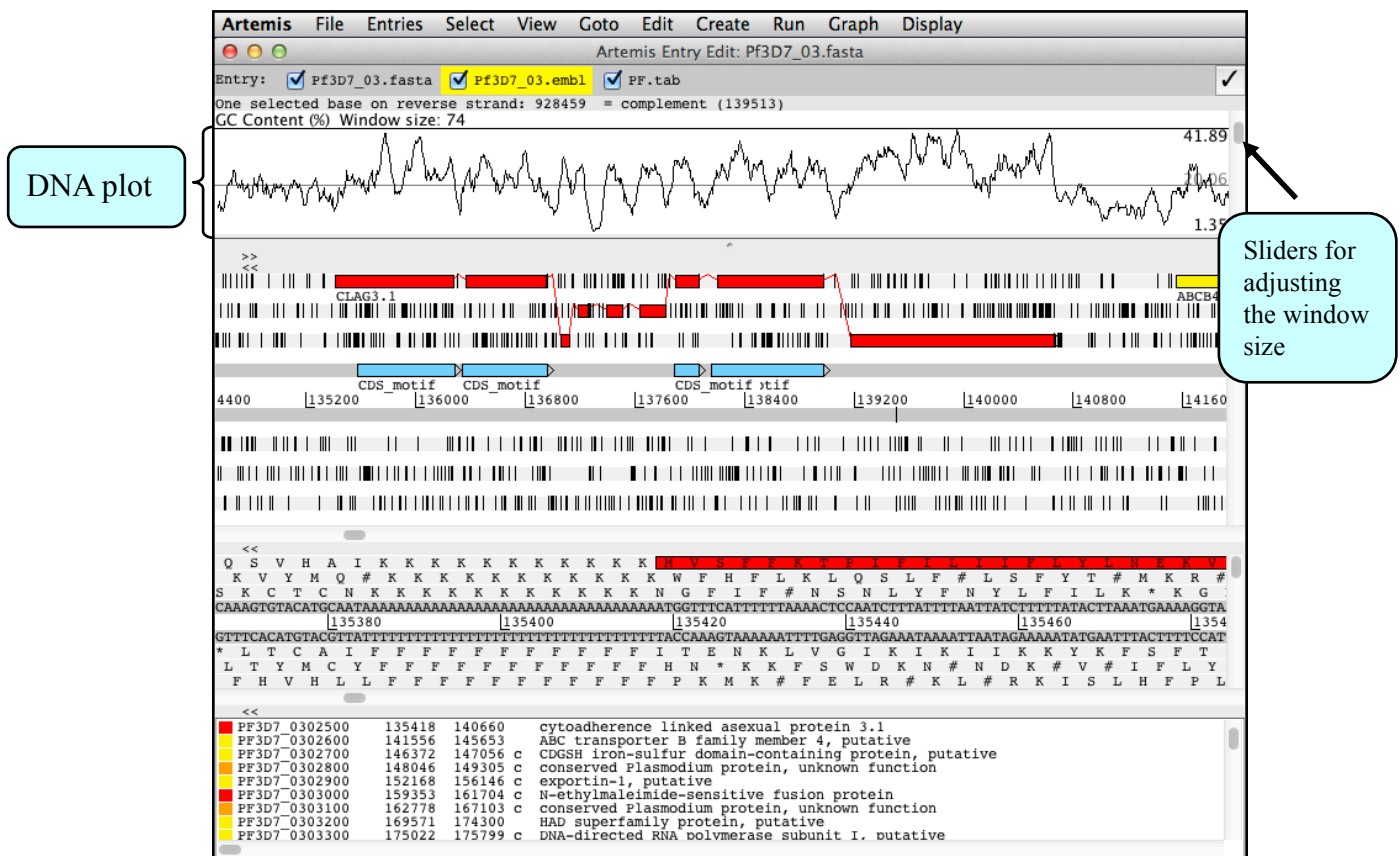 Artemis File Entries Select View Goto Edit Create Run Graph Display
Artemis Entry Edit: Pf3D7_03.fasta
Entry: Pf3D7_03.fasta Pf3D7_03.embl PF.tab
One selected base on reverse strand: 928459 = complement (139513)
GC Content (%) Window size: 74
41.89
20.06
1.35
DNA plot
Sliders for
adjusting
the window
size
>>
<<
CLAG3.1
ABCB4
CDS_motif CDS_motif CDS_motif
4400 135200 136000 136800 137600 138400 139200 140000 140800 14160
<<
Q S V H A I K K K K K K K K K K K K M V S F F K T P I F I L I I F L Y L N E K V
K V Y M Q # K K K K K K K K K K K W F H F L K L Q S L F # L S F Y T # M K R #
S K C T C N K K K K K K K K K K K N G F I F # N S N L Y F N Y L F I L K * K G
135380 135400 135420 135440 135460 1354
* L T C A I F F F F F F F F F F F I T E N K L V G I K I K I I K K Y K F S F T
L T Y M C Y F F F F F F F F F F F H N * K K F S W D K N # N D K # V # I F L Y
F H V H L L F F F F F F F F F F F P K M K # F E L R # K L # R K I S L H F P L
<<
PF3D7_0302500 135418 140660 cytoadherence linked asexual protein 3.1
PF3D7_0302600 141556 145653 ABC transporter B family member 4, putative
PF3D7_0302700 146372 147056 c CDGSH iron-sulfur domain-containing protein, putative
PF3D7_0302800 148046 149305 c conserved Plasmodium protein, unknown function
PF3D7_0302900 152168 156146 c exportin-1, putative
PF3D7_0303000 159353 161704 c N-ethylmaleimide-sensitive fusion protein
PF3D7_0303100 162778 167103 c conserved Plasmodium protein, unknown function
PF3D7_0303200 169571 174300 HAD superfamily protein, putative
PF3D7_0303300 175022 175799 c DNA-directed RNA polymerase subunit I, putative